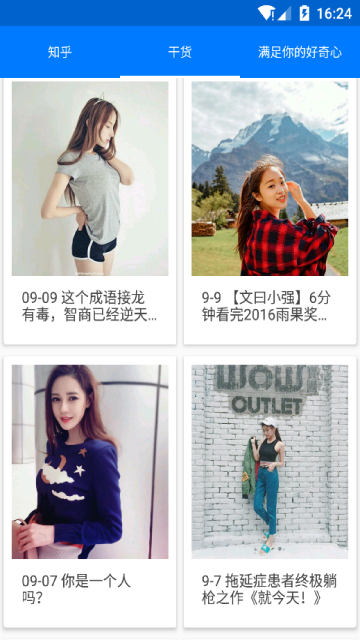 16:24
知乎
干货
满足你的好奇心
09-09 这个成语接龙
有毒，智商已经逆天…
9-9 【文曰小强】6分
钟看完2016雨果奖…
WOW!
OUTLET
09-07 你是一个人
吗?
9-7 拖延症患者终极躺
枪之作《就今天！》